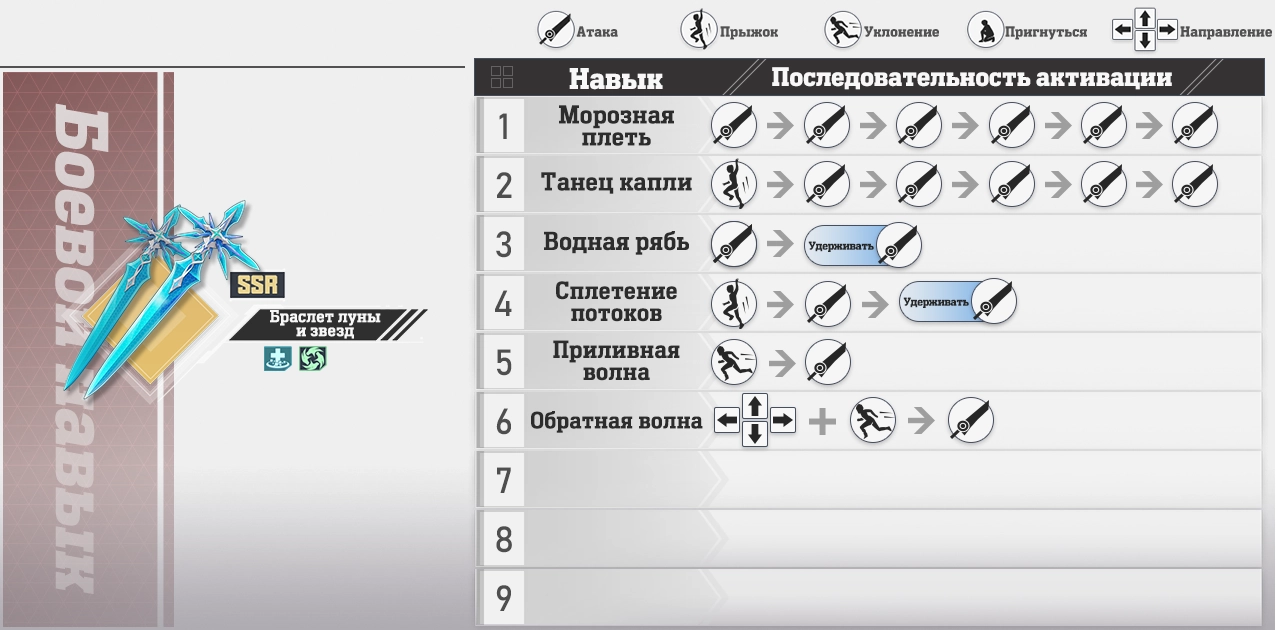 Атака
Прыжок
Уклонение
Пригнуться
Направление
Навык
Последовательность активации
Боевой навык
SSR
Браслет луны
и звезд
1
Морозная
плеть
2
Танец капли
3
Водная рябь
Удерживать
4
Сплетение
потоков
Удерживать
5
Приливная
волна
6
Обратная волна
7
8
9